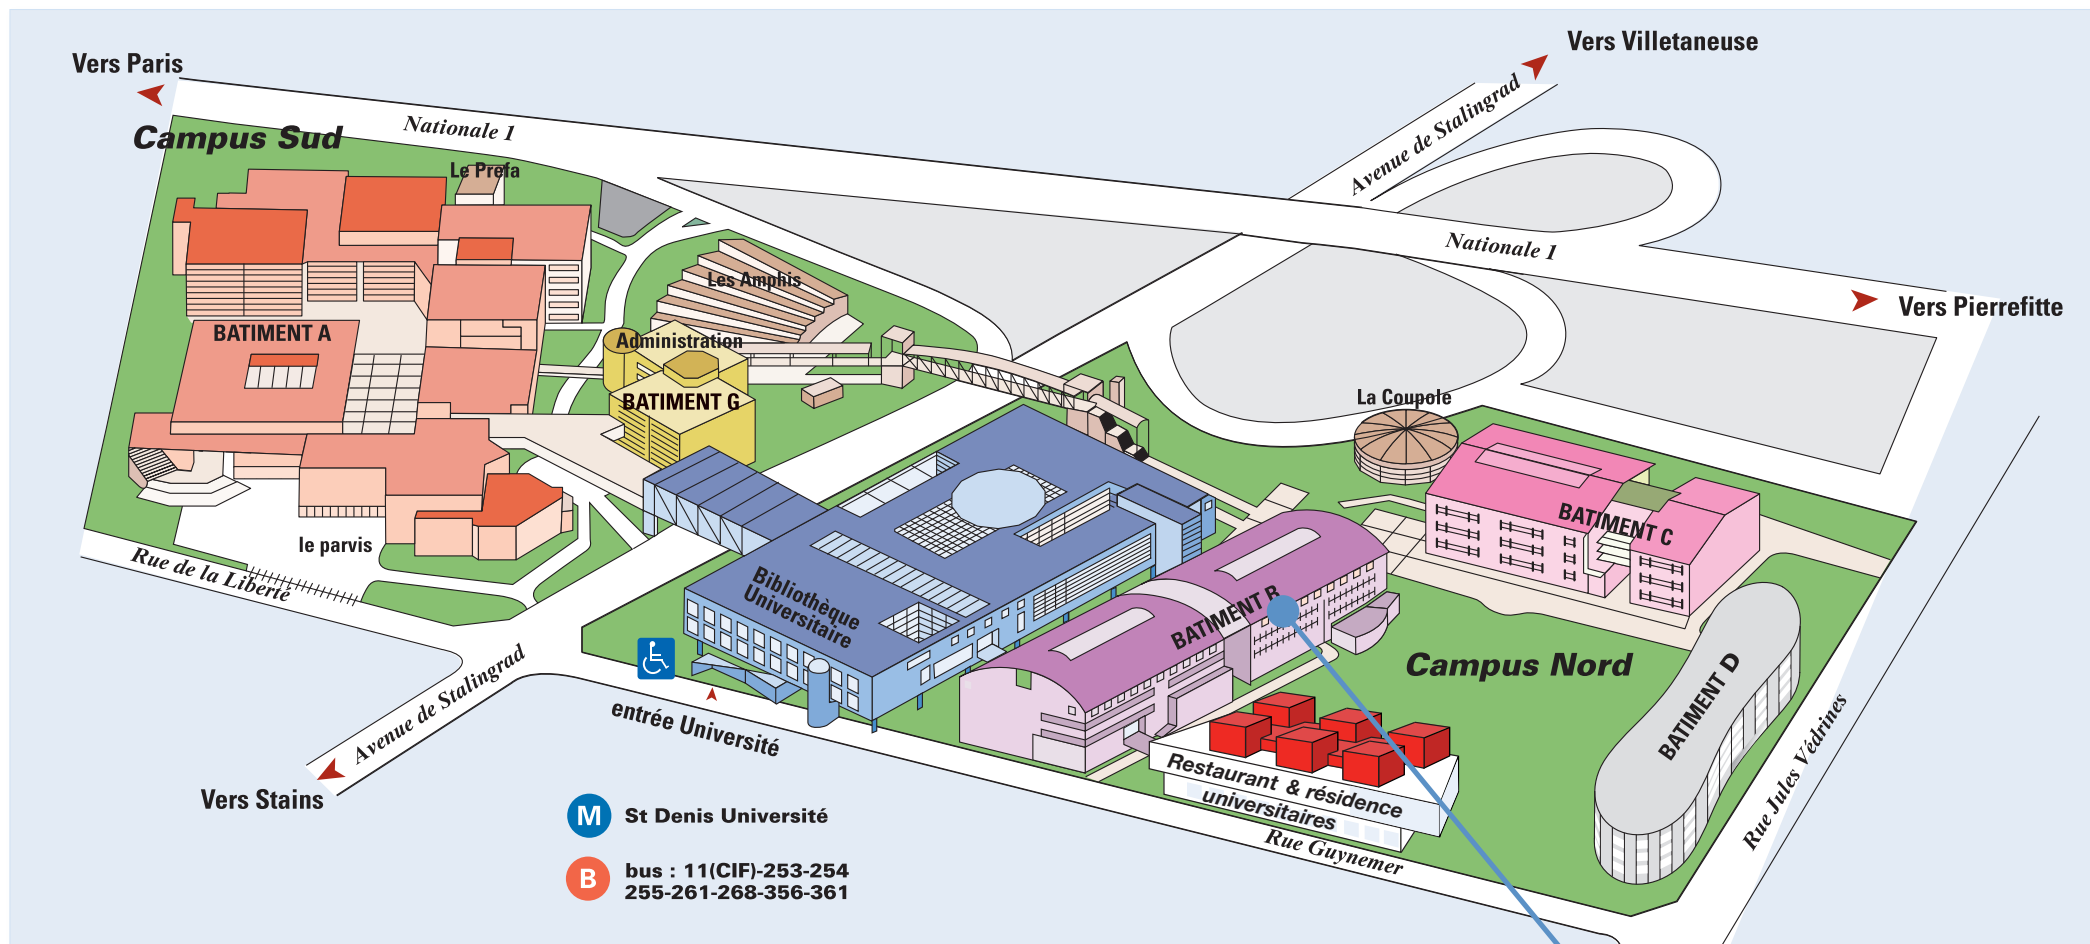 Vers Villetaneuse
Vers Paris
Avenue de Stalingrad
Campus Sud
Nationale 1
Le Prefa
Nationale 1
Les Amphis
Vers Pierrefitte
BATIMENT A
Administration
BATIMENT G
La Coupole
BATIMENT C
le parvis
Rue de la Liberté
Bibliothèque
Universitaire
BATIMENT B
Campus Nord
BATIMENT D
Avenue de Stalingrad
entrée Université
Rue Jules Védrines
Restaurant & résidence
universitaires
Vers Stains
M St Denis Université
Rue Guynemer
B bus : 11(CIF)-253-254
255-261-268-356-361